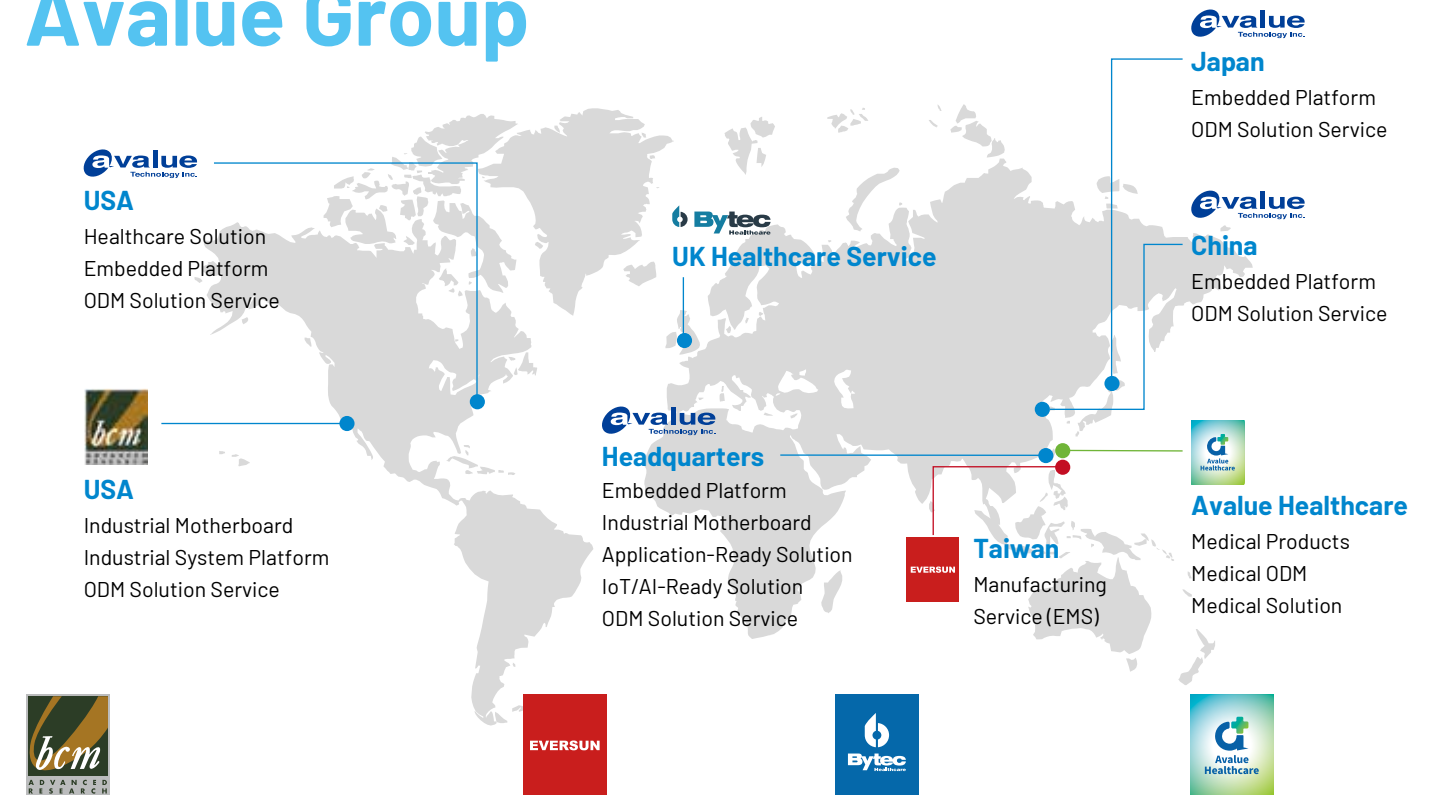 Avalue Group
avalue
Technology Inc.
Japan
Embedded Platform
ODM Solution Service
avalue
Technology Inc.
USA
Healthcare Solution
Embedded Platform
ODM Solution Service
Bytec
Healthcare
UK Healthcare Service
avalue
Technology Inc.
China
Embedded Platform
ODM Solution Service
bcm
USA
Industrial Motherboard
Industrial System Platform
ODM Solution Service
avalue
Technology Inc.
Headquarters
Embedded Platform
Industrial Motherboard
Application-Ready Solution
IoT/AI-Ready Solution
ODM Solution Service
EVERSUN
Taiwan
Manufacturing
Service (EMS)
Avalue
Healthcare
Avalue Healthcare
Medical Products
Medical ODM
Medical Solution
bcm
ADVANCED
RESEARCH
EVERSUN
Bytec
Healthcare
Avalue
Healthcare